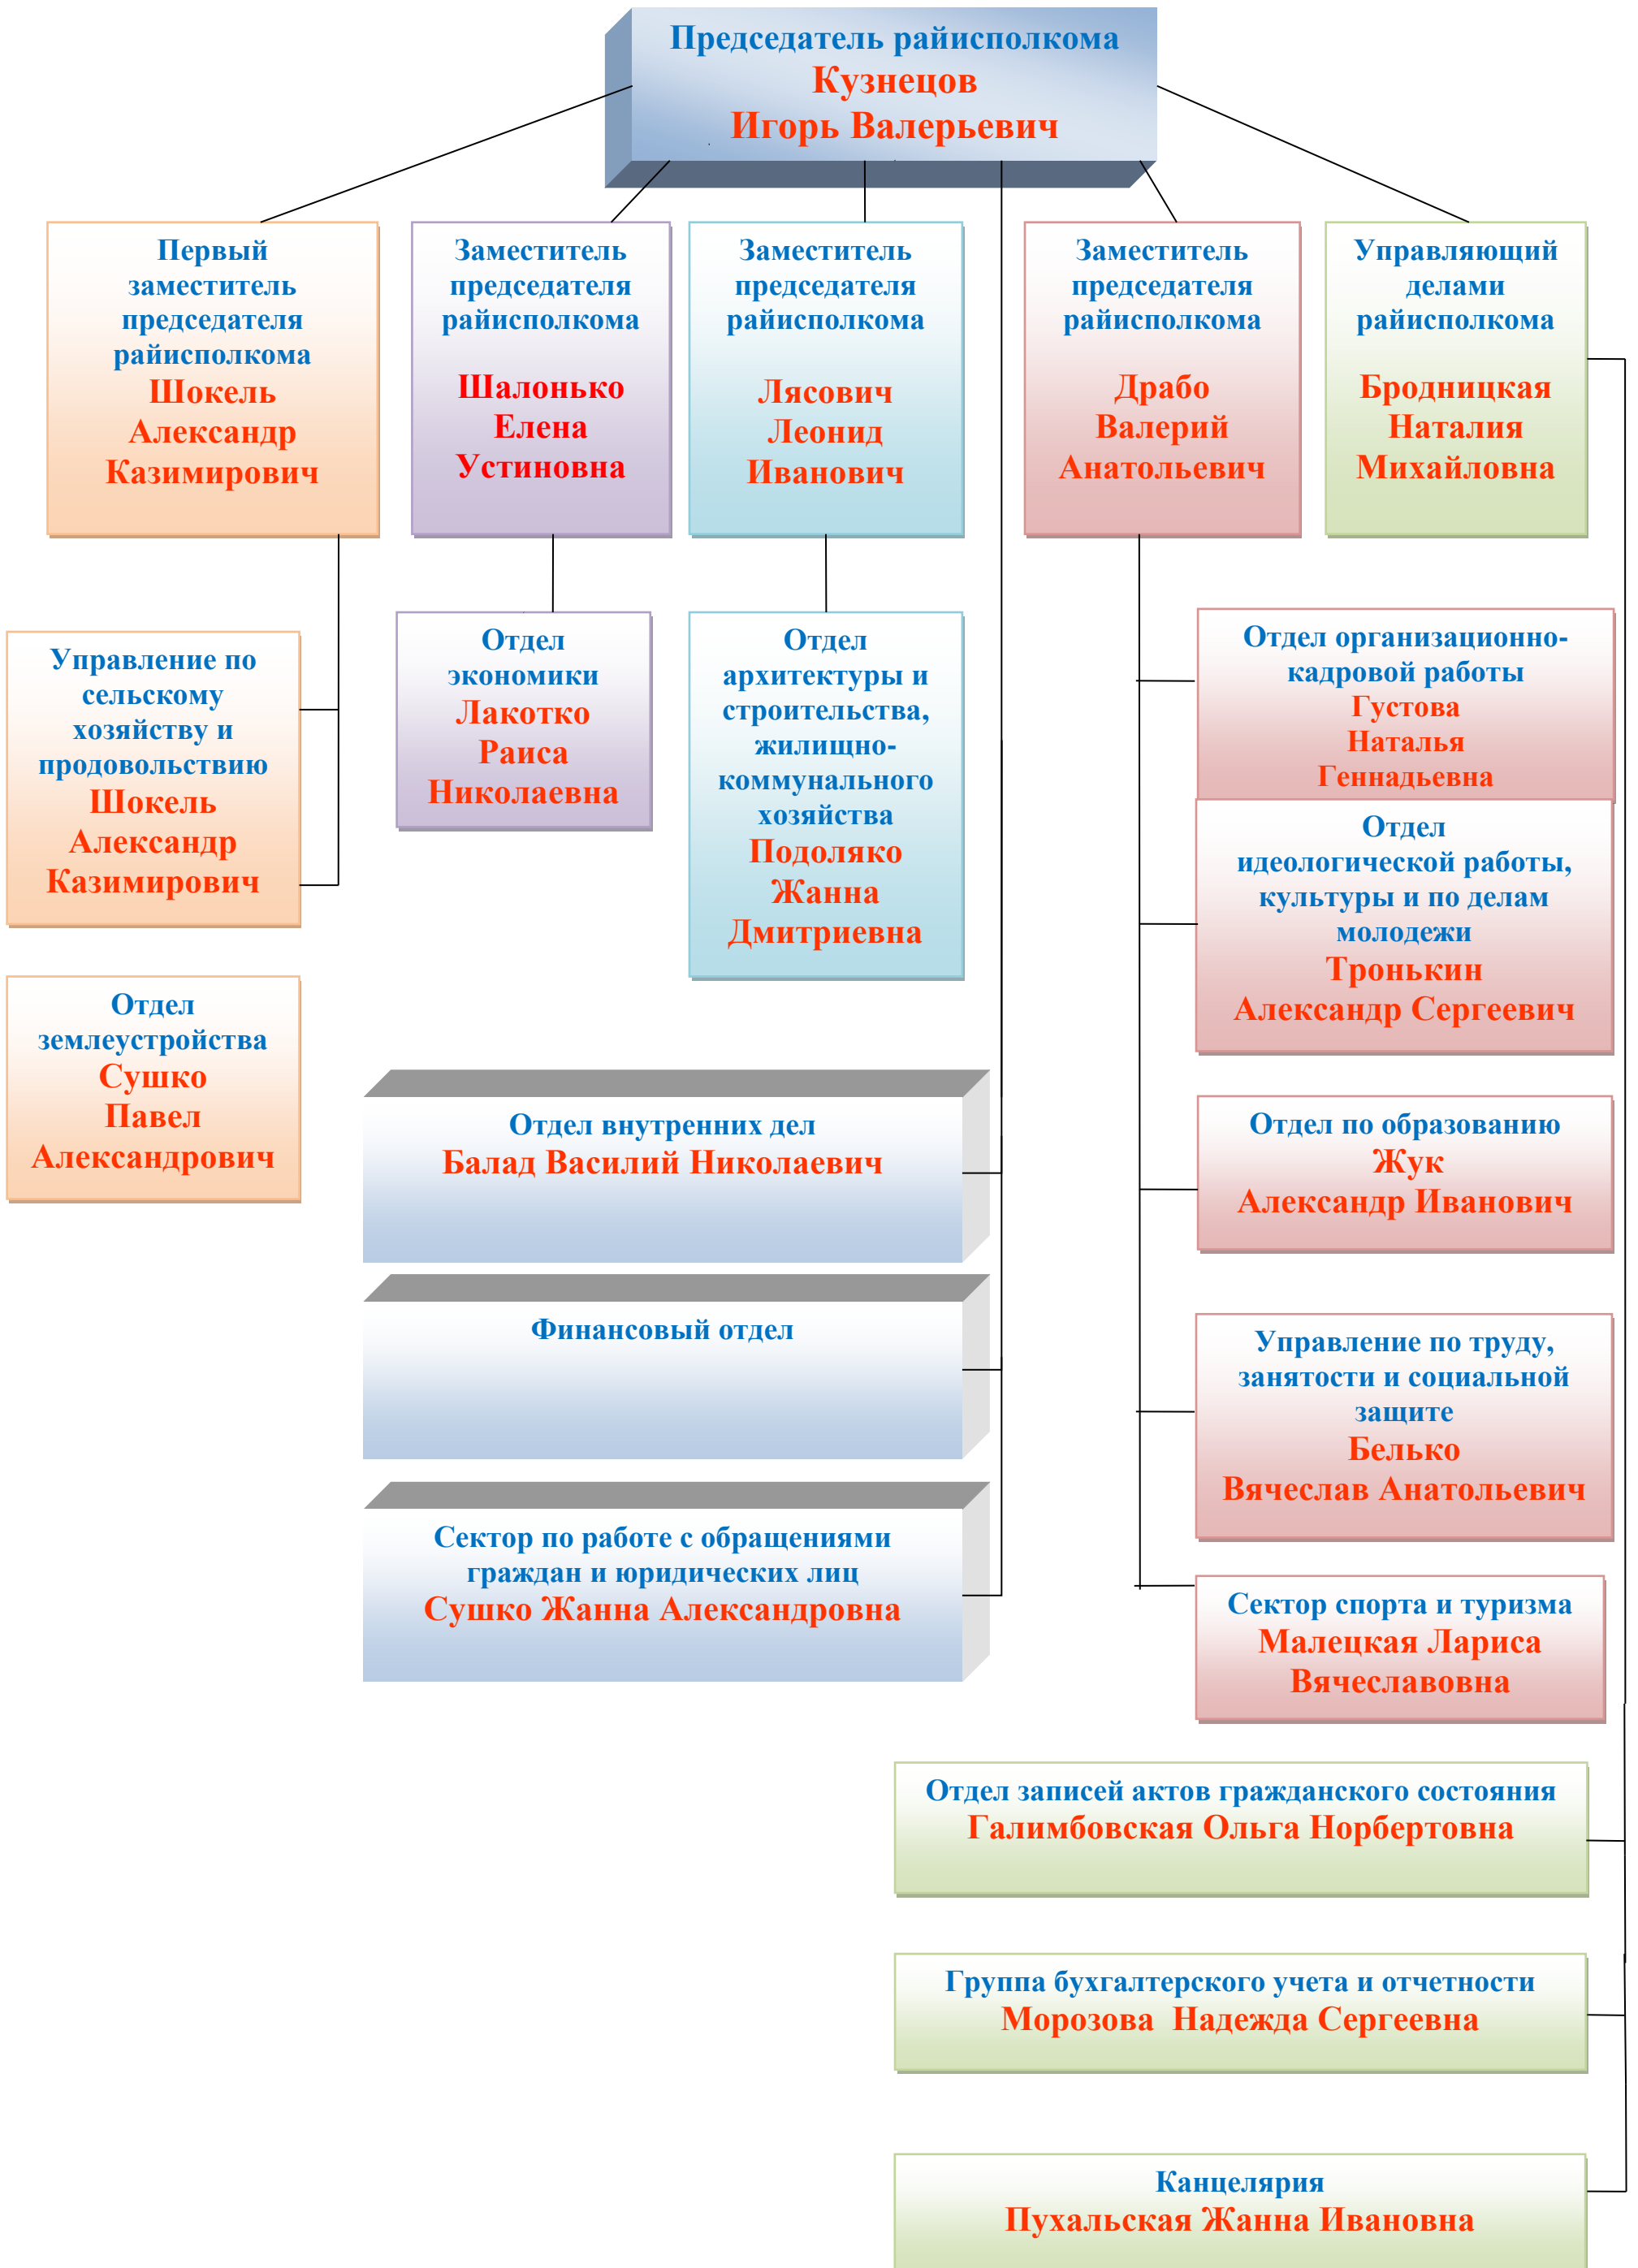 Председатель райисполкома
Кузнецов
Игорь Валерьевич
Первый
заместитель
председателя
райисполкома
Шокель
Александр
Казимирович
Заместитель
председателя
райисполкома
Шалонько
Елена
Устиновна
Заместитель
председателя
райисполкома
Лясович
Леонид
Иванович
Заместитель
председателя
райисполкома
Драбо
Валерий
Анатольевич
Управляющий
делами
райисполкома
Бродницкая
Наталия
Михайловна
Управление по
сельскому
хозяйству и
продовольствию
Шокель
Александр
Казимирович
Отдел
землеустройства
Сушко
Павел
Александрович
Отдел
экономики
Лакотко
Раиса
Николаевна
Отдел
архитектуры и
строительства,
жилищно-
коммунального
хозяйства
Подоляко
Жанна
Дмитриевна
Отдел внутренних дел
Балад Василий Николаевич
Финансовый отдел
Сектор по работе с обращениями
граждан и юридических лиц
Сушко Жанна Александровна
Отдел организационно-
кадровой работы
Густова
Наталья
Геннадьевна
Отдел
идеологической работы,
культуры и по делам
молодежи
Тронькин
Александр Сергеевич
Отдел по образованию
Жук
Александр Иванович
Управление по труду,
занятости и социальной
защите
Белько
Вячеслав Анатольевич
Сектор спорта и туризма
Малецкая Лариса
Вячеславовна
Отдел записей актов гражданского состояния
Галимбовская Ольга Норбертовна
Группа бухгалтерского учета и отчетности
Морозова  Надежда Сергеевна
Канцелярия
Пухальская Жанна Ивановна